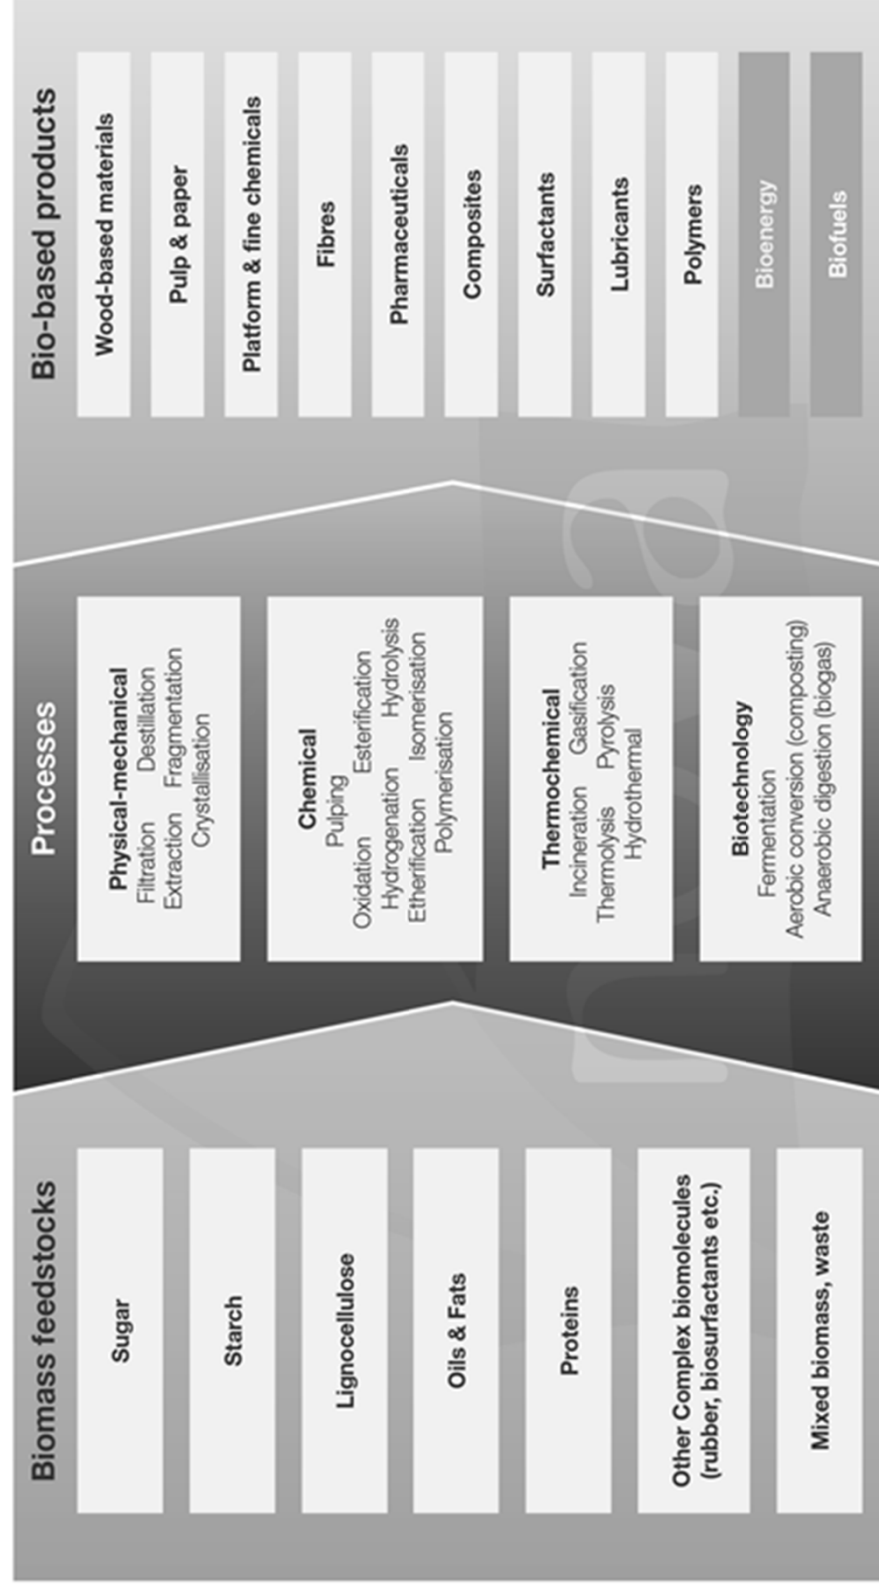 Biomass feedstocks
Sugar
Starch
Lignocellulose
Oils & Fats
Proteins
Other Complex biomolecules
(rubber, biosurfactants etc.)
Mixed biomass, waste
Processes
Physical-mechanical
Filtration Destillation
Extraction Fragmentation
Crystallisation
Chemical
Pulping
Oxidation Esterification
Hydrogenation Hydrolysis
Etherification Isomerisation
Polymerisation
Thermochemical
Incineration Gasification
Thermolysis Pyrolysis
Hydrothermal
Biotechnology
Fermentation
Aerobic conversion (composting)
Anaerobic digestion (biogas)
Bio-based products
Wood-based materials
Pulp & paper
Platform & fine chemicals
Fibres
Pharmaceuticals
Composites
Surfactants
Lubricants
Polymers
Bioenergy
Biofuels
nova